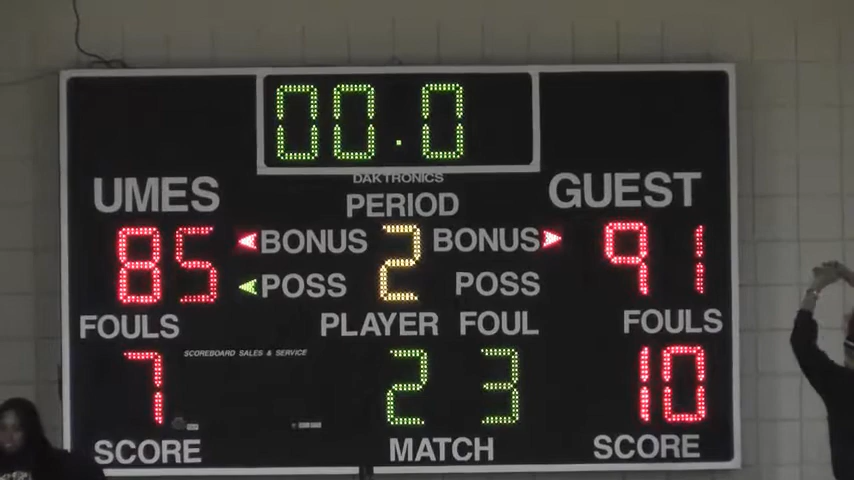 00.0
DAKTRONICS
UMES PERIOD GUEST
85 BONUS 2 BONUS 91
POSS POSS
FOULS PLAYER FOUL FOULS
SCOREBOARD SALES & SERVICE
7 2 3 10
SCORE MATCH SCORE